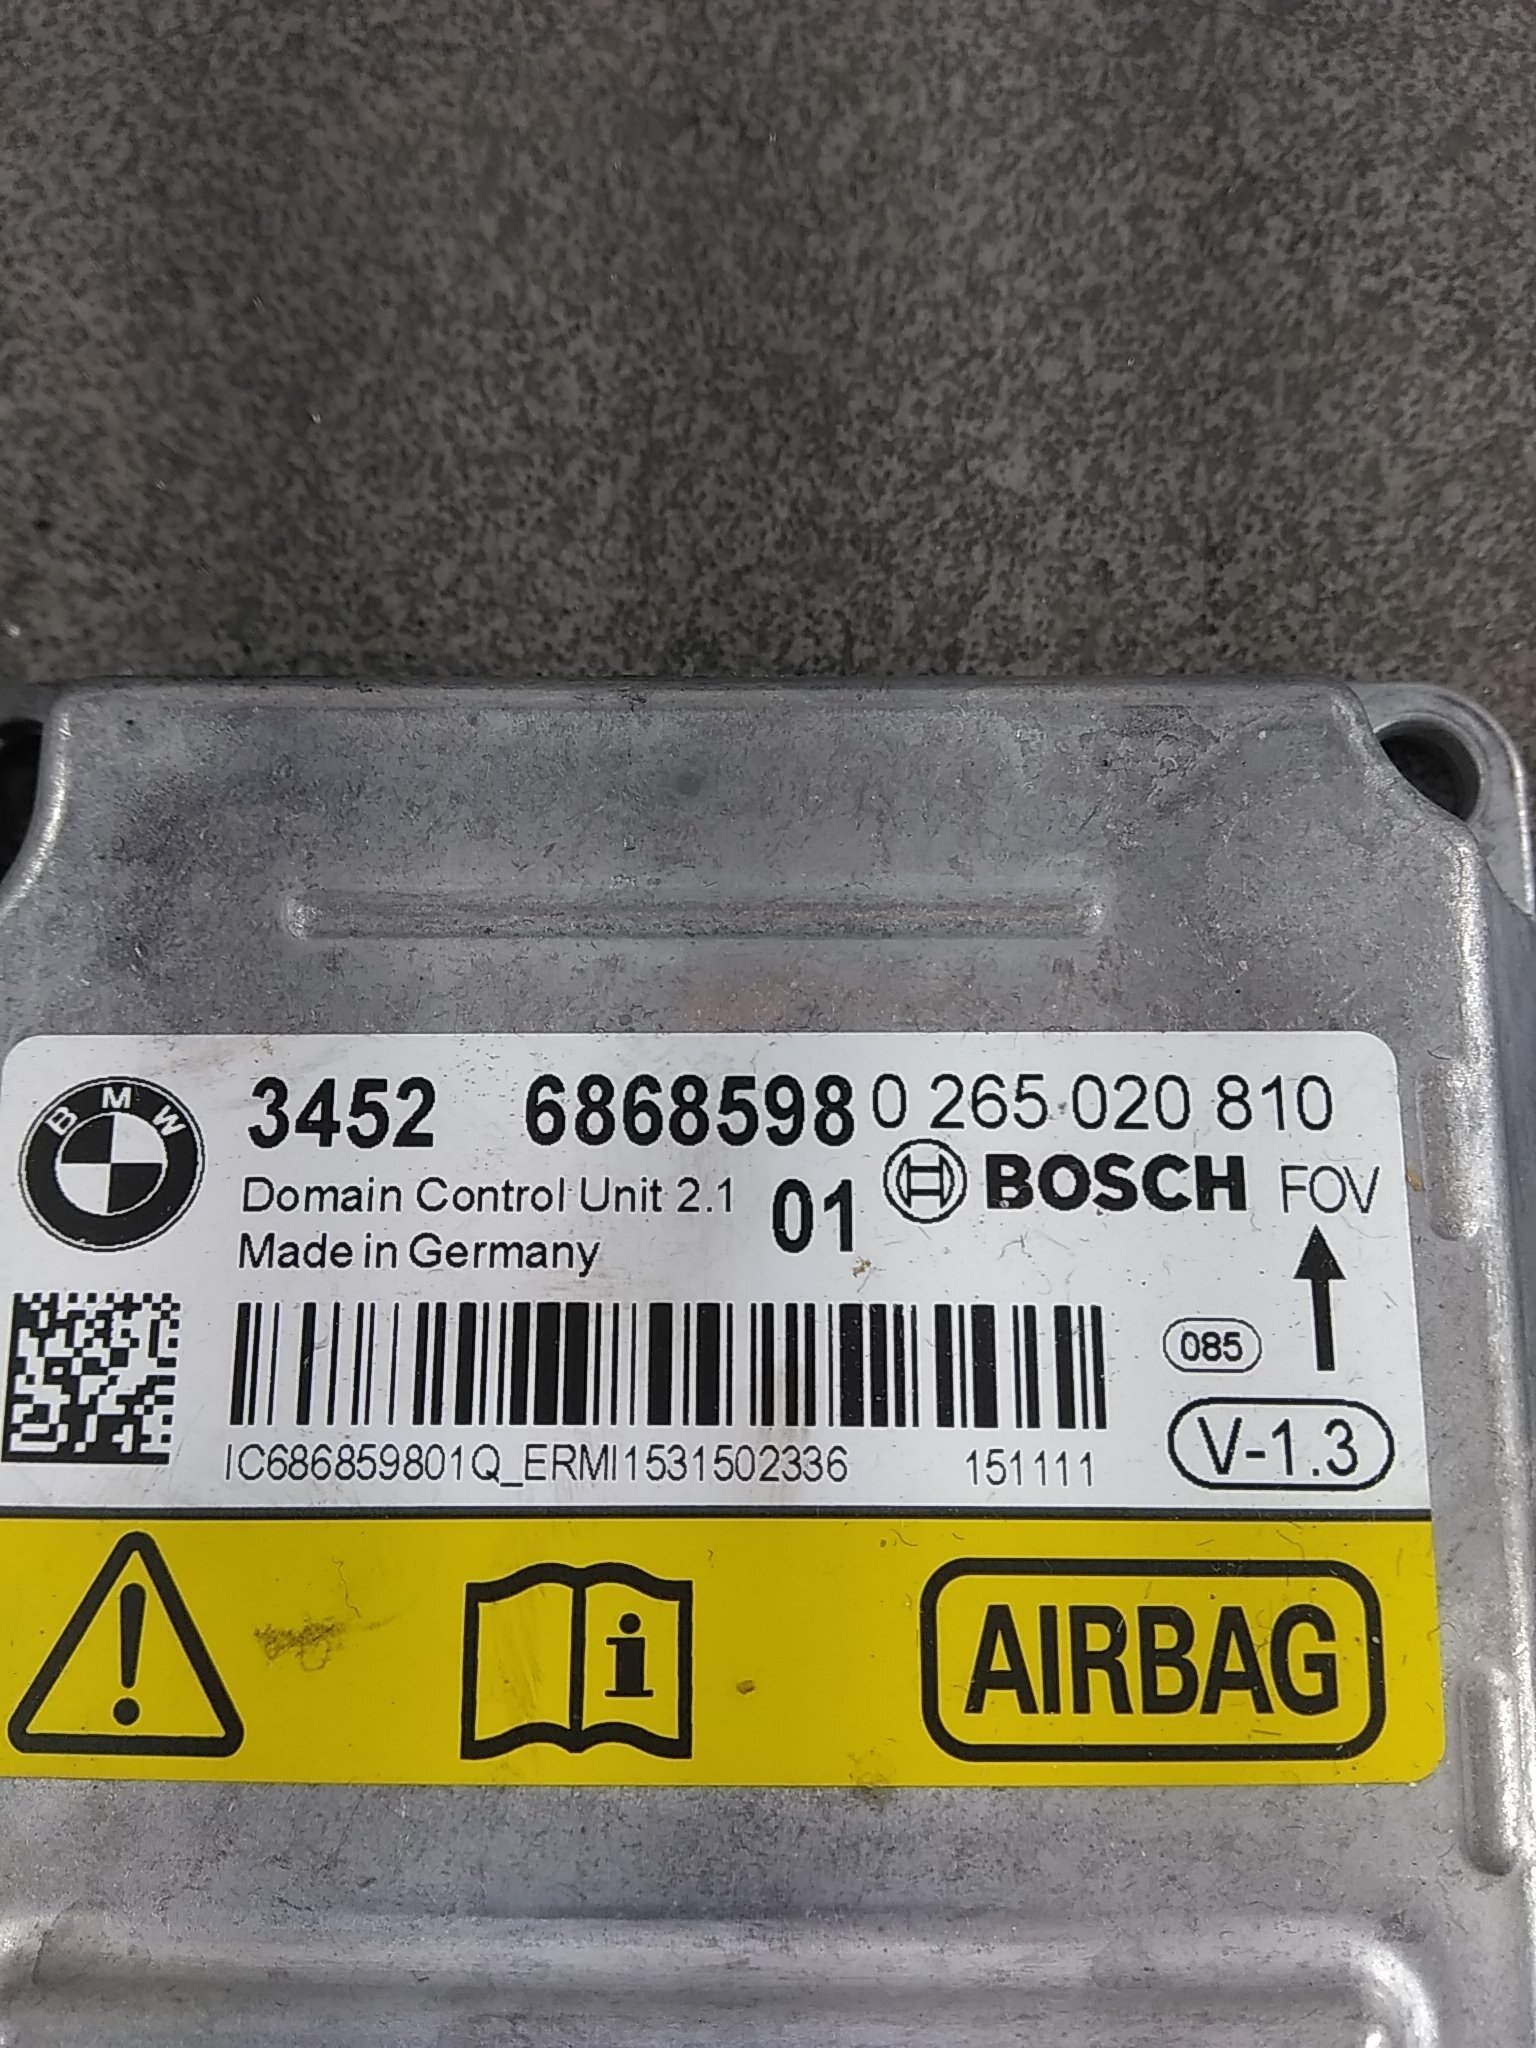 BMW
3452 6868598 0 265 020 810
Domain Control Unit 2.1 01 BOSCH FOV
Made in Germany
085
V-1.3
IC686859801Q_ERMI1531502336 151111
i
AIRBAG